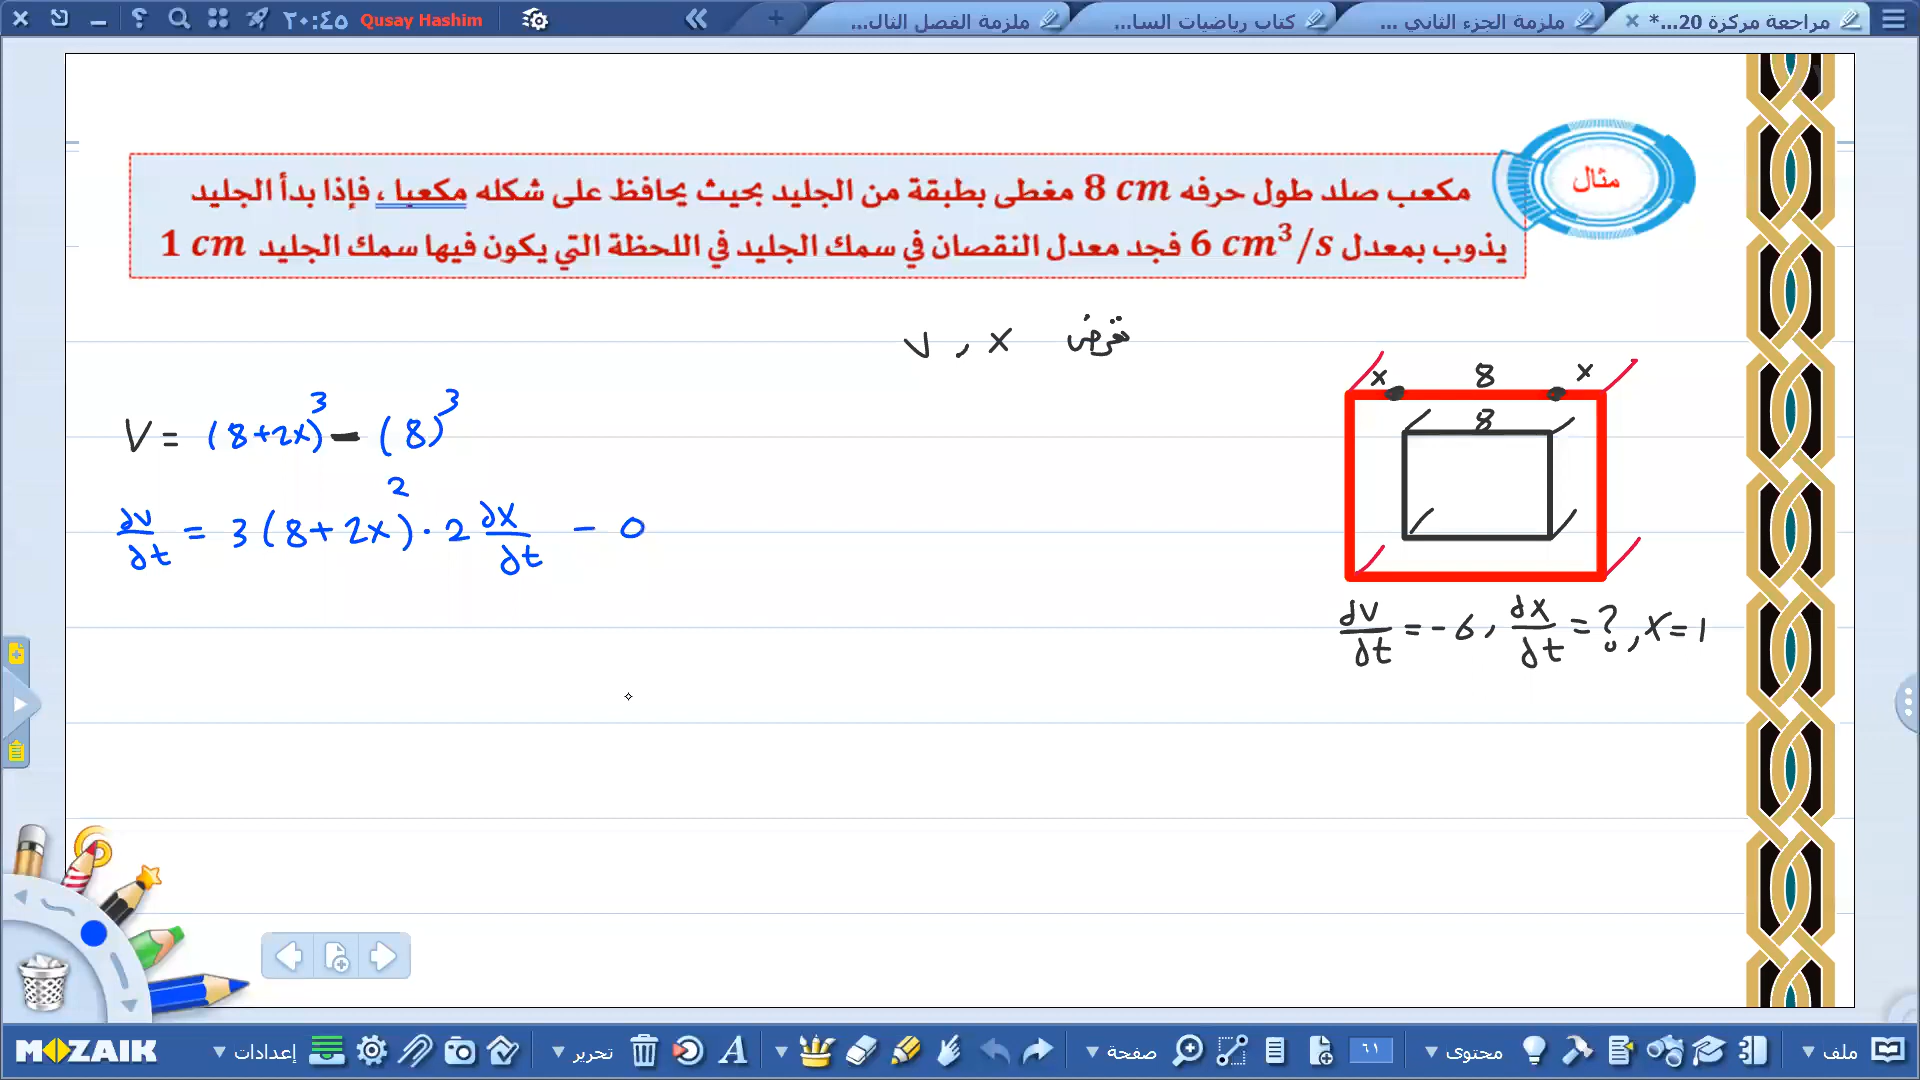 ٢٠:٤٥ Qusay Hashim
ملزمة الفصل الثال...
كتاب رياضيات السا...
ملزمة الجزء الثاني ...
مراجعة مركزة 20...*
مثال
مكعب صلد طول حرفه 8 cm مغطى بطبقة من الجليد بحيث يحافظ على شكله مكعبا ، فإذا بدأ الجليد
يذوب بمعدل 6 cm³/s فجد معدل النقصان في سمك الجليد في اللحظة التي يكون فيها سمك الجليد 1 cm
نفرض V , x
x 8 x
8
V = (8+2x)³ - (8)³
dv/dt = 3(8+2x)² · 2 dx/dt - 0
dv/dt = -6 , dx/dt = ? , x = 1
MOZAIK
إعدادات
تحرير
صفحة
٦١
محتوى
ملف